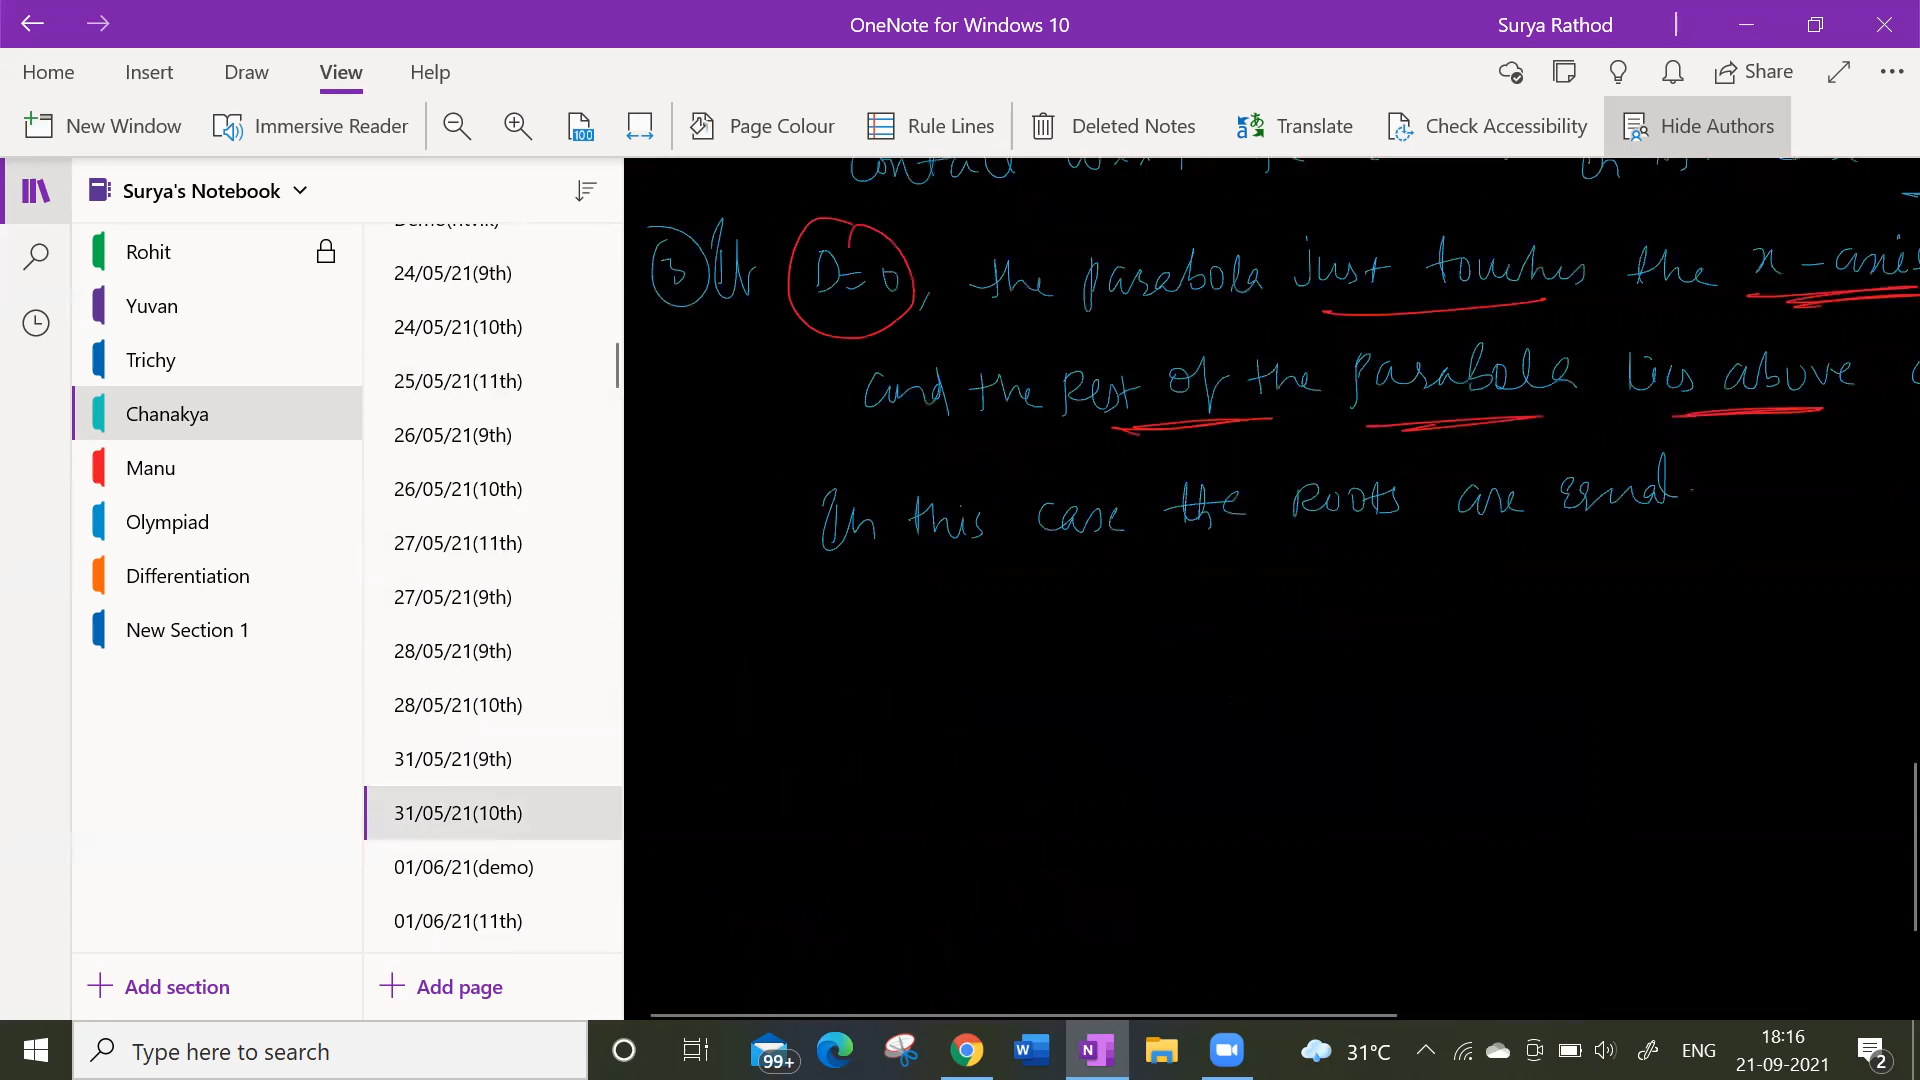 OneNote for Windows 10
Surya Rathod
Home Insert Draw View Help
Share
New Window Immersive Reader 100 Page Colour Rule Lines Deleted Notes Translate Check Accessibility Hide Authors
Surya's Notebook
Rohit
Yuvan
Trichy
Chanakya
Manu
Olympiad
Differentiation
New Section 1
Add section
24/05/21(9th)
24/05/21(10th)
25/05/21(11th)
26/05/21(9th)
26/05/21(10th)
27/05/21(11th)
27/05/21(9th)
28/05/21(9th)
28/05/21(10th)
31/05/21(9th)
31/05/21(10th)
01/06/21(demo)
01/06/21(11th)
Add page
③ If D=0, the parabola just touches the x-axis
and the Rest of the parabola lies above
In this case the Roots are equal.
Type here to search
99+
31°C
ENG
18:16
21-09-2021
2